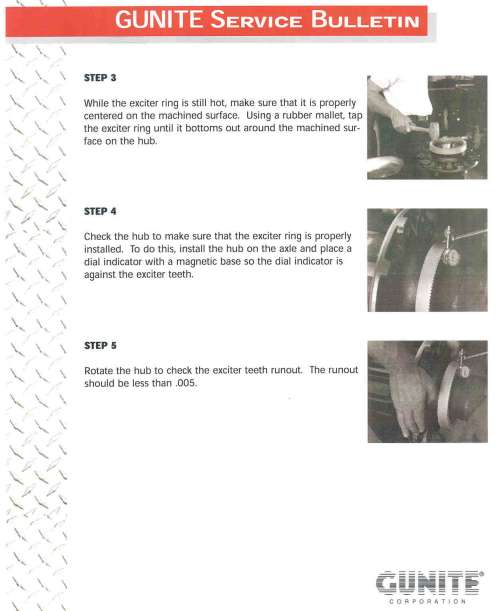 GUNITE SERVICE BULLETIN
STEP 3
While the exciter ring is still hot, make sure that it is properly
centered on the machined surface. Using a rubber mallet, tap
the exciter ring until it bottoms out around the machined sur-
face on the hub.
STEP 4
Check the hub to make sure that the exciter ring is properly
installed. To do this, install the hub on the axle and place a
dial indicator with a magnetic base so the dial indicator is
against the exciter teeth.
STEP 5
Rotate the hub to check the exciter teeth runout. The runout
should be less than .005.
GUNITE®
CORPORATION